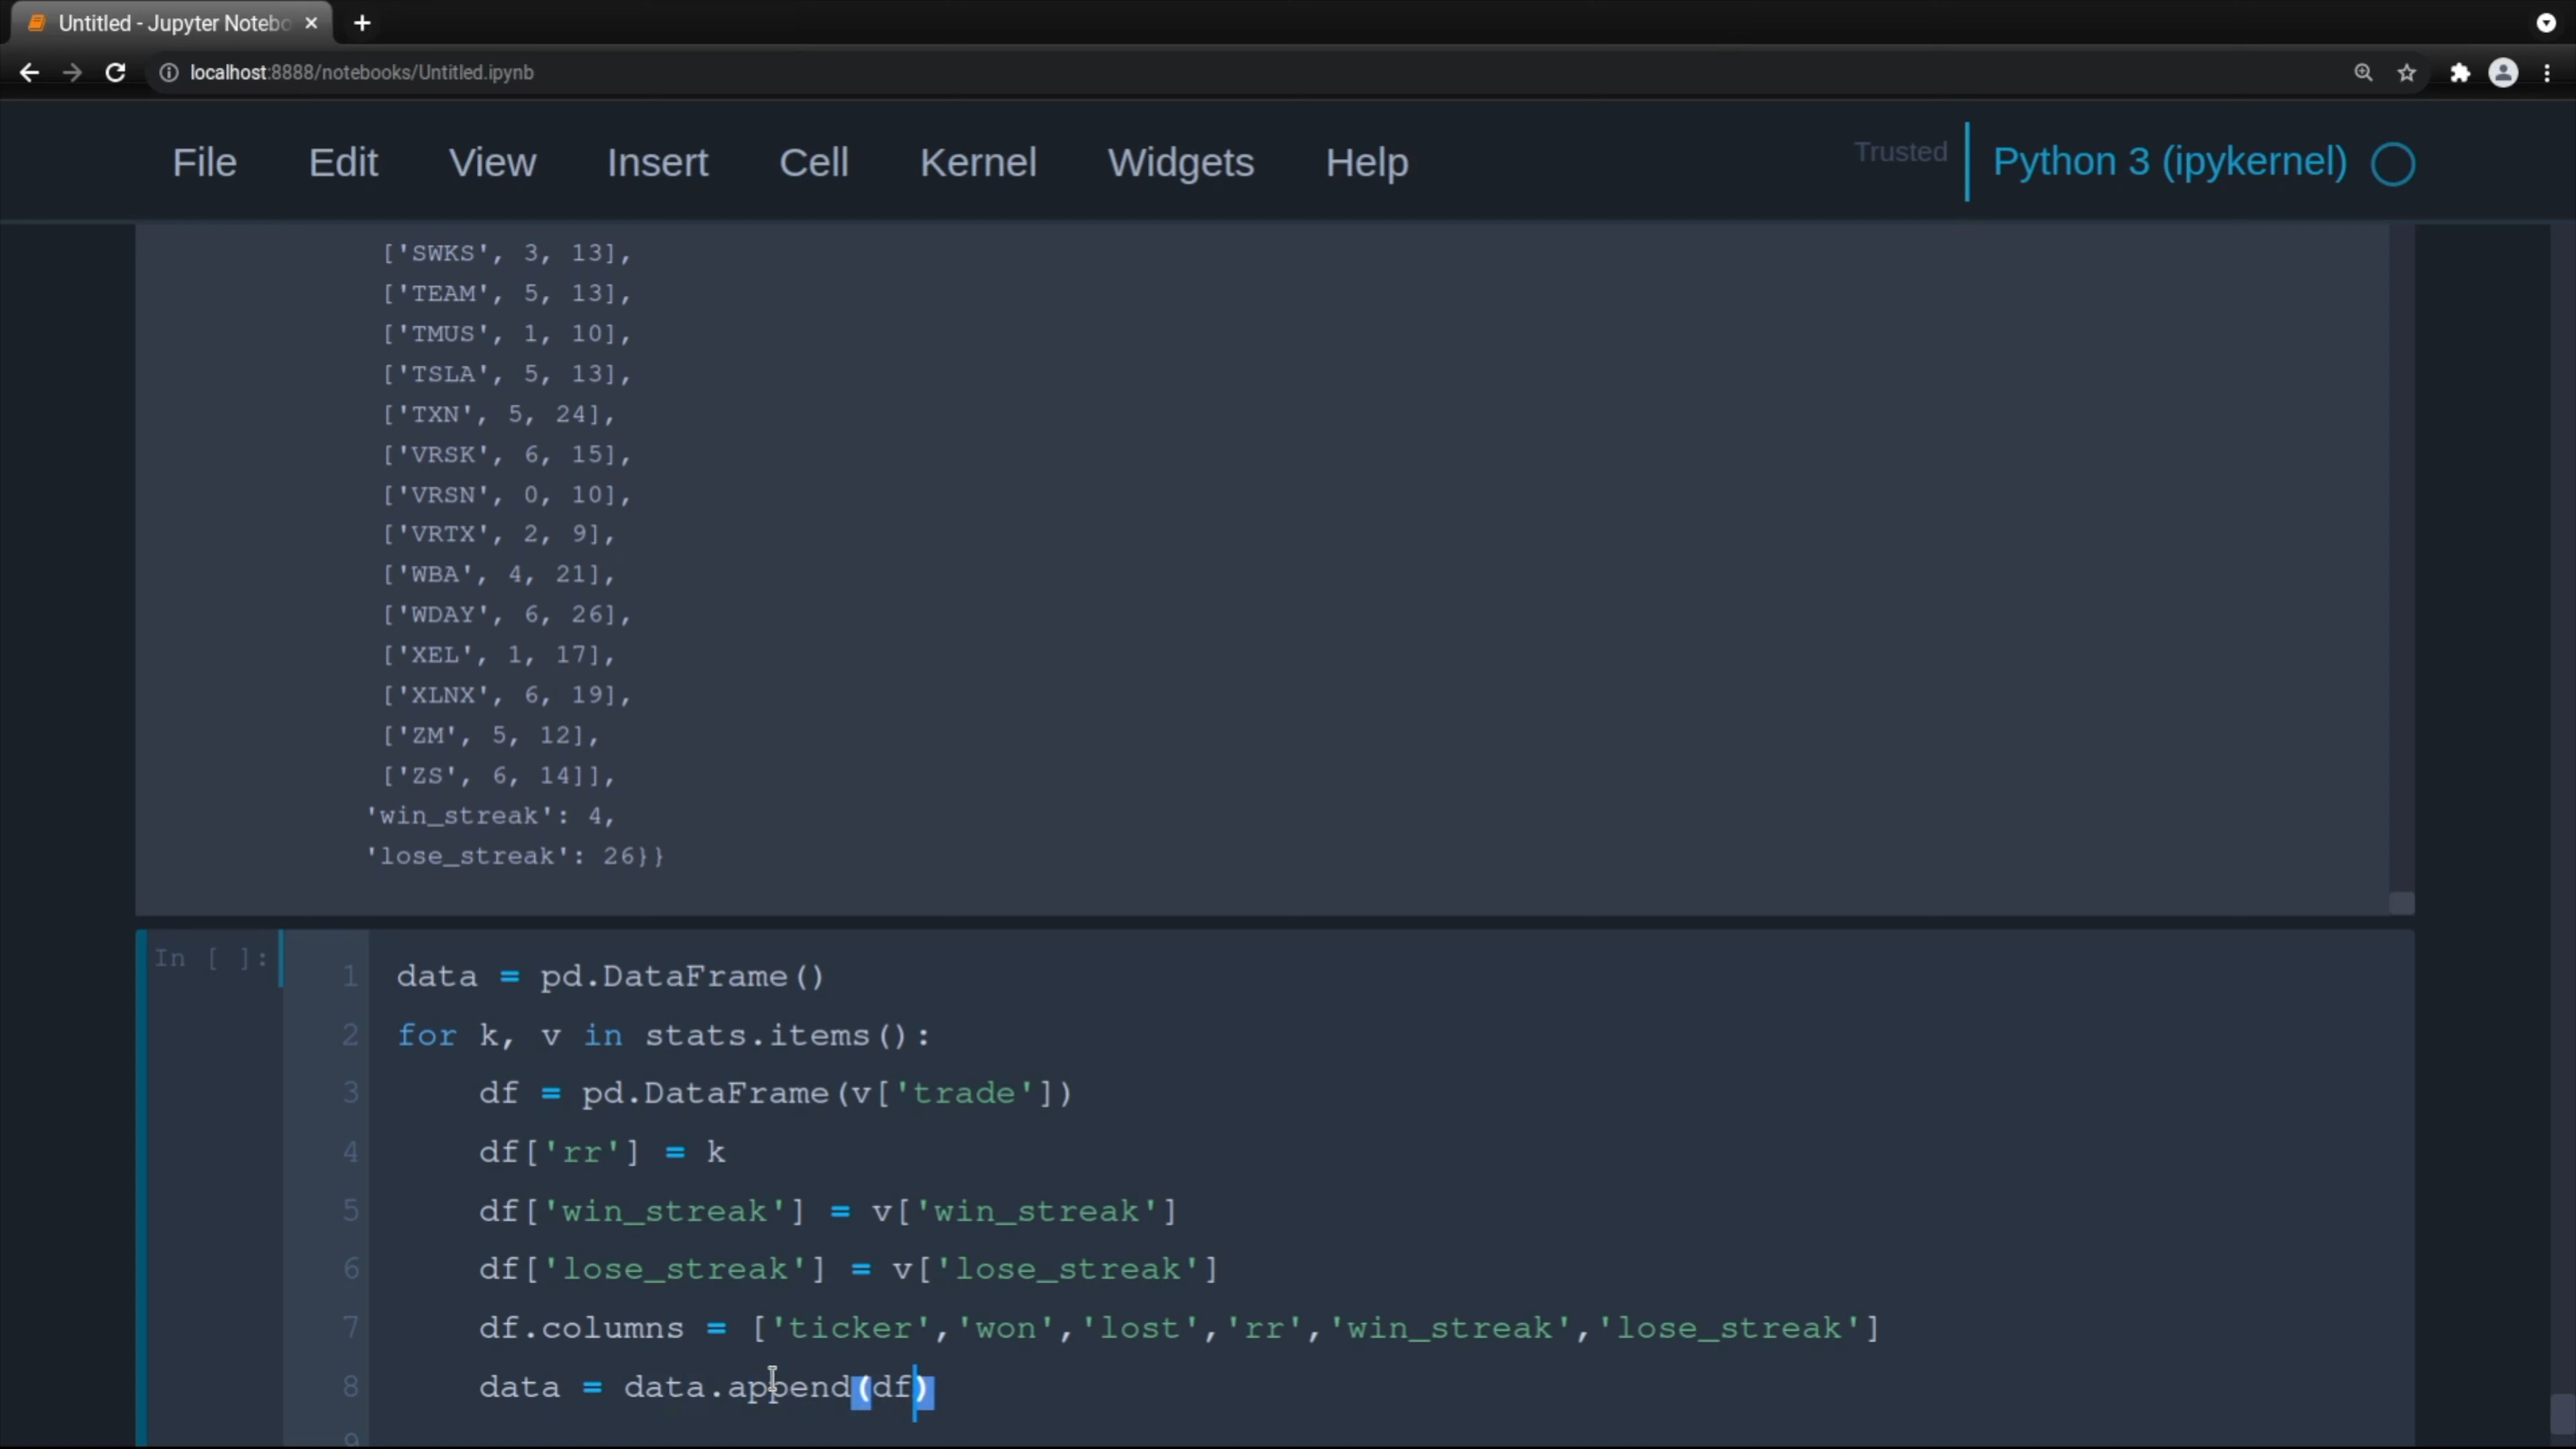 Untitled - Jupyter Notebo
localhost:8888/notebooks/Untitled.ipynb
File Edit View Insert Cell Kernel Widgets Help Trusted Python 3 (ipykernel)
['SWKS', 3, 13],
['TEAM', 5, 13],
['TMUS', 1, 10],
['TSLA', 5, 13],
['TXN', 5, 24],
['VRSK', 6, 15],
['VRSN', 0, 10],
['VRTX', 2, 9],
['WBA', 4, 21],
['WDAY', 6, 26],
['XEL', 1, 17],
['XLNX', 6, 19],
['ZM', 5, 12],
['ZS', 6, 14]],
'win_streak': 4,
'lose_streak': 26}}
In [ ]:
1 data = pd.DataFrame()
2 for k, v in stats.items():
3 df = pd.DataFrame(v['trade'])
4 df['rr'] = k
5 df['win_streak'] = v['win_streak']
6 df['lose_streak'] = v['lose_streak']
7 df.columns = ['ticker','won','lost','rr','win_streak','lose_streak']
8 data = data.append(df)
9